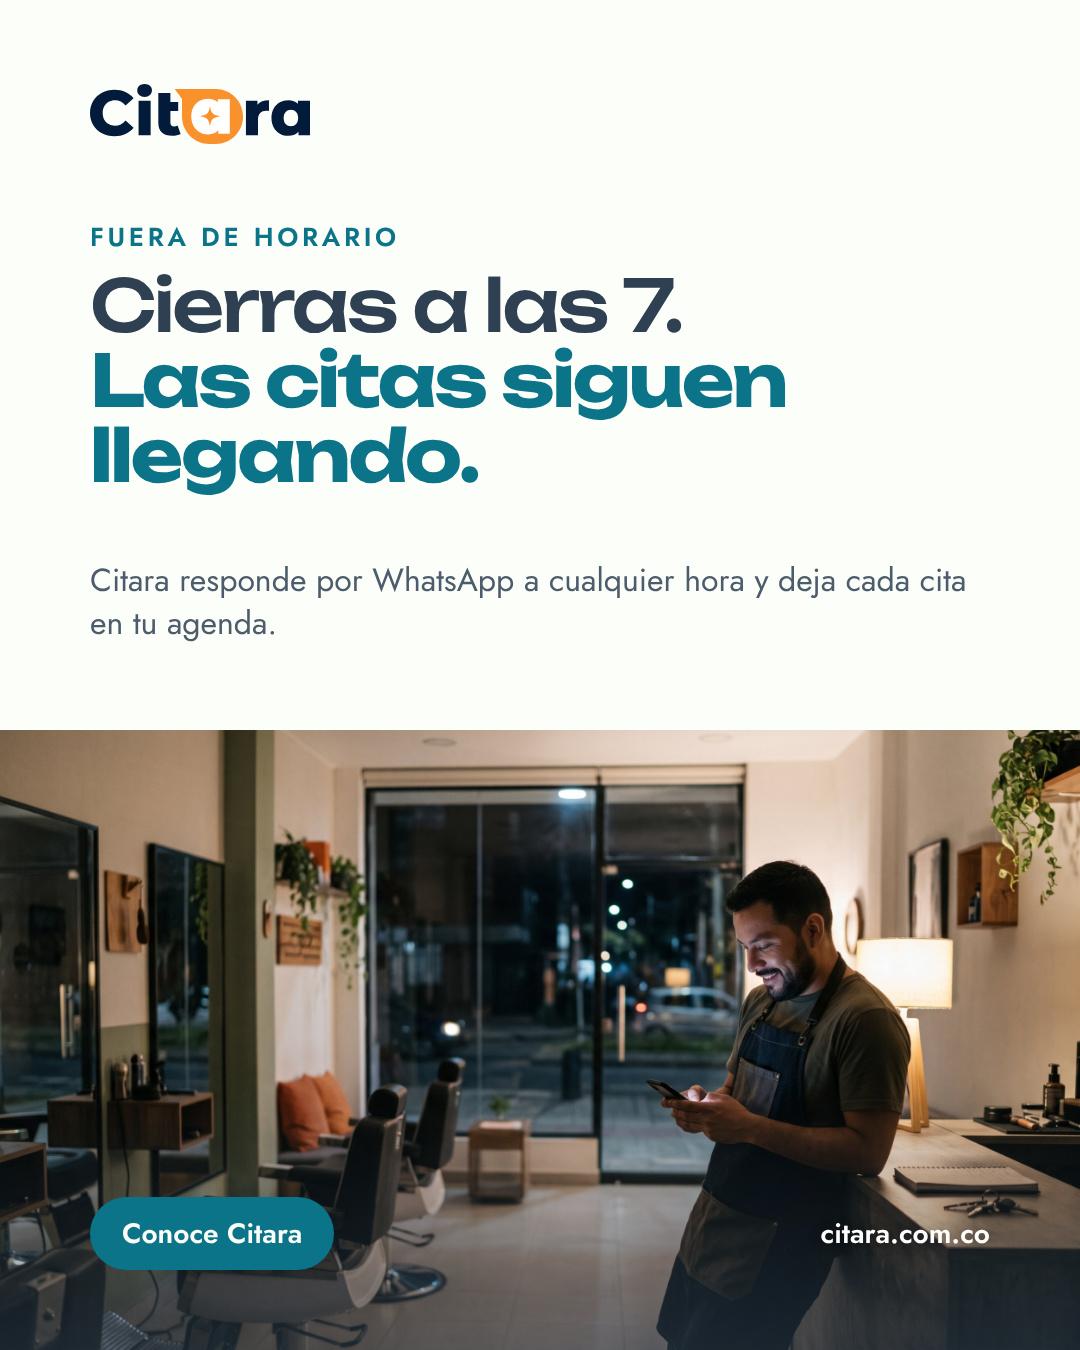 Citara
FUERA DE HORARIO
Cierras a las 7.
Las citas siguen
llegando.
Citara responde por WhatsApp a cualquier hora y deja cada cita
en tu agenda.
Conoce Citara
citara.com.co